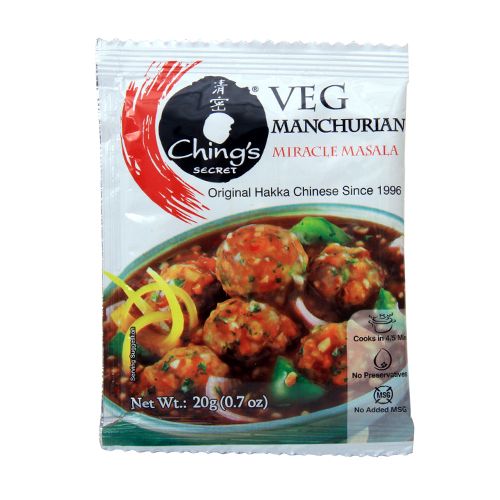 清
密
Ching's
SECRET
®
VEG
MANCHURIAN
MIRACLE MASALA
Original Hakka Chinese Since 1996
Cooks in 4.5 Min
No Preservatives
MSG
No Added MSG
Serving Suggestion
Net Wt.: 20g (0.7 oz)